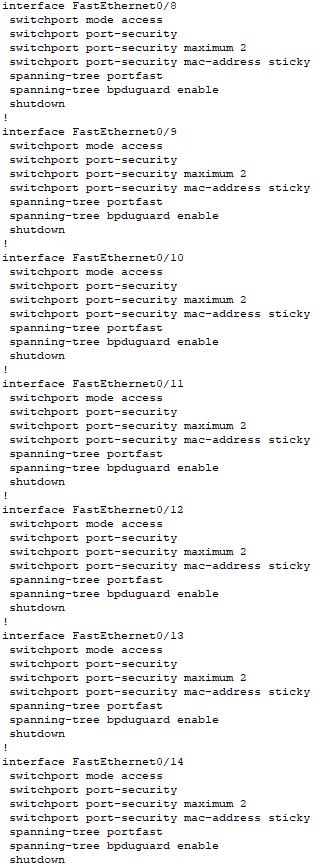 interface FastEthernet0/8
switchport mode access
switchport port-security
switchport port-security maximum 2
switchport port-security mac-address sticky
spanning-tree portfast
spanning-tree bpduguard enable
shutdown
!
interface FastEthernet0/9
switchport mode access
switchport port-security
switchport port-security maximum 2
switchport port-security mac-address sticky
spanning-tree portfast
spanning-tree bpduguard enable
shutdown
!
interface FastEthernet0/10
switchport mode access
switchport port-security
switchport port-security maximum 2
switchport port-security mac-address sticky
spanning-tree portfast
spanning-tree bpduguard enable
shutdown
!
interface FastEthernet0/11
switchport mode access
switchport port-security
switchport port-security maximum 2
switchport port-security mac-address sticky
spanning-tree portfast
spanning-tree bpduguard enable
shutdown
!
interface FastEthernet0/12
switchport mode access
switchport port-security
switchport port-security maximum 2
switchport port-security mac-address sticky
spanning-tree portfast
spanning-tree bpduguard enable
shutdown
!
interface FastEthernet0/13
switchport mode access
switchport port-security
switchport port-security maximum 2
switchport port-security mac-address sticky
spanning-tree portfast
spanning-tree bpduguard enable
shutdown
!
interface FastEthernet0/14
switchport mode access
switchport port-security
switchport port-security maximum 2
switchport port-security mac-address sticky
spanning-tree portfast
spanning-tree bpduguard enable
shutdown